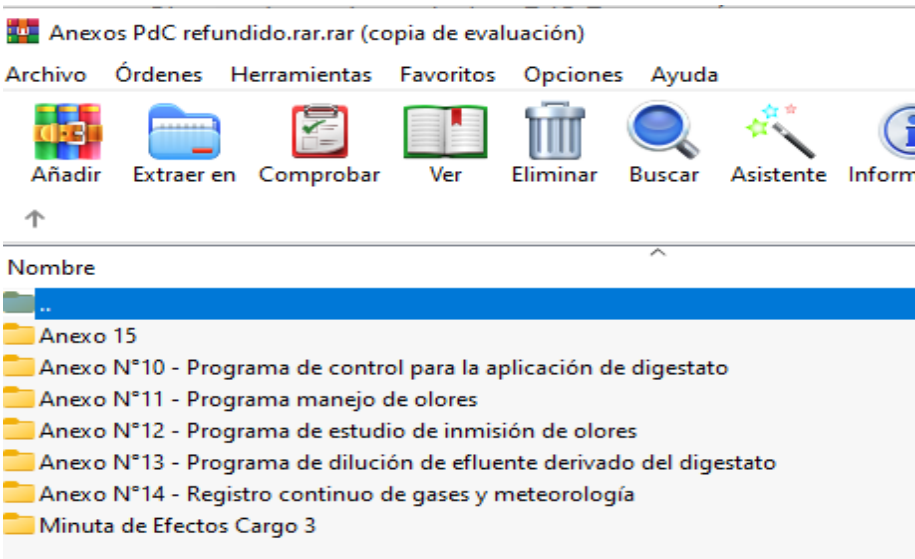 Anexos PdC refundido.rar.rar (copia de evaluación)
Archivo Órdenes Herramientas Favoritos Opciones Ayuda
Añadir Extraer en Comprobar Ver Eliminar Buscar Asistente Inform
Nombre
..
Anexo 15
Anexo N°10 - Programa de control para la aplicación de digestato
Anexo N°11 - Programa manejo de olores
Anexo N°12 - Programa de estudio de inmisión de olores
Anexo N°13 - Programa de dilución de efluente derivado del digestato
Anexo N°14 - Registro continuo de gases y meteorología
Minuta de Efectos Cargo 3